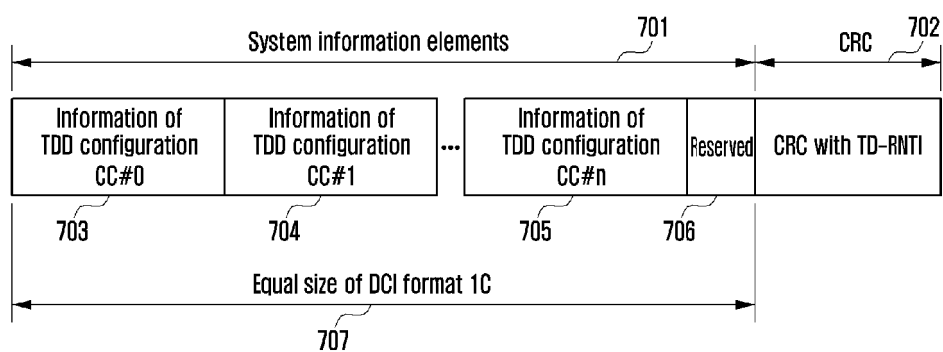 System information elements
701
CRC
702
Information of
TDD configuration
CC#0
Information of
TDD configuration
CC#1
...
Information of
TDD configuration
CC#n
Reserved
CRC with TD-RNTI
703
704
705
706
Equal size of DCI format 1C
707